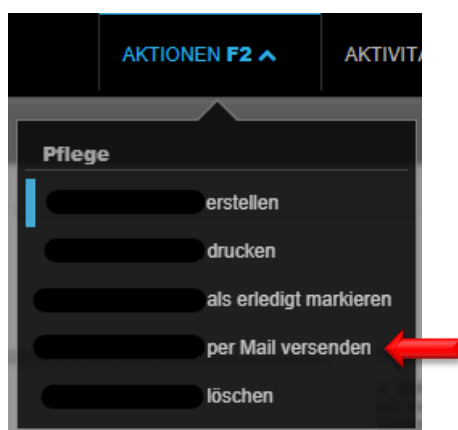 AKTIONEN F2 AKTIVITÄ
Pflege
erstellen
drucken
als erledigt markieren
per Mail versenden
löschen